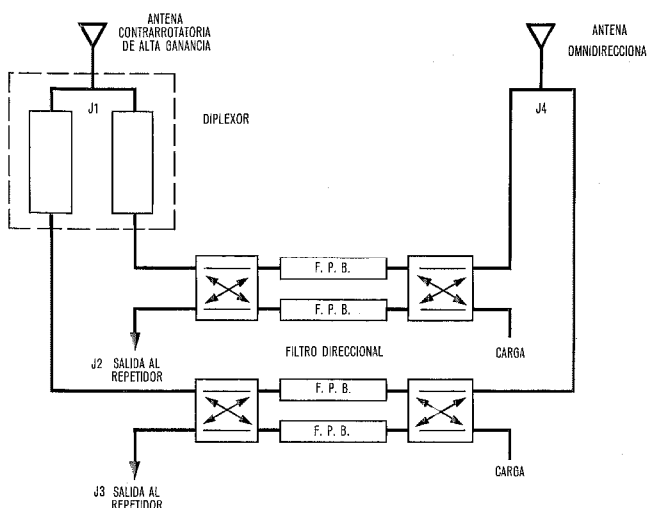 ANTENA
CONTRARROTATORIA
DE ALTA GANANCIA
ANTENA
OMNIDIRECCIONA
J1
DIPLEXOR
J4
F. P. B.
F. P. B.
J2 SALIDA AL
REPETIDOR
FILTRO DIRECCIONAL
CARGA
F. P. B.
F. P. B.
J3 SALIDA AL
REPETIDOR
CARGA